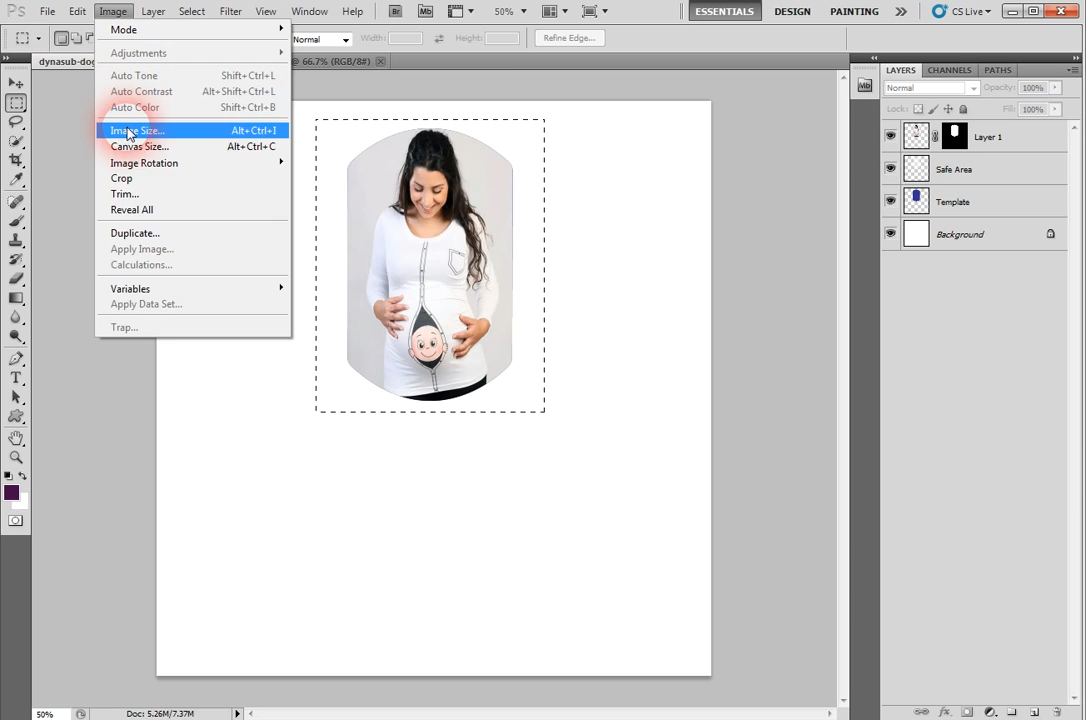 Ps File Edit Image Layer Select Filter View Window Help Br Mb 50% ESSENTIALS DESIGN PAINTING CS Live
Normal Width: Height: Refine Edge...
dynasub-dog @ 66.7% (RGB/8#)
Mode
Adjustments
Auto Tone Shift+Ctrl+L
Auto Contrast Alt+Shift+Ctrl+L
Auto Color Shift+Ctrl+B
Image Size... Alt+Ctrl+I
Canvas Size... Alt+Ctrl+C
Image Rotation
Crop
Trim...
Reveal All
Duplicate...
Apply Image...
Calculations...
Variables
Apply Data Set...
Trap...
LAYERS CHANNELS PATHS
Normal Opacity: 100%
Lock: Fill: 100%
Layer 1
Safe Area
Template
Background
50% Doc: 5.26M/7.37M